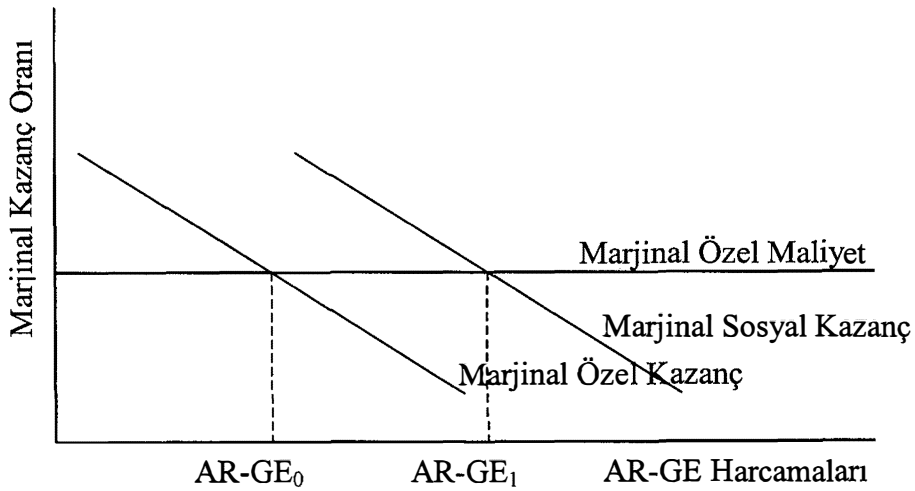 Marjinal Kazanç Oranı
Marjinal Özel Maliyet
Marjinal Sosyal Kazanç
Marjinal Özel Kazanç
AR-GE₀
AR-GE₁
AR-GE Harcamaları